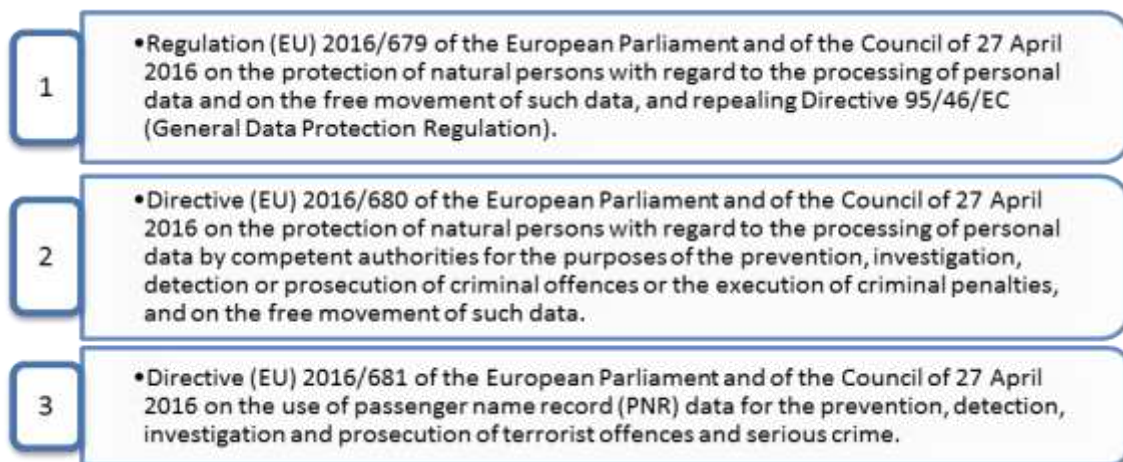 1
•Regulation (EU) 2016/679 of the European Parliament and of the Council of 27 April
2016 on the protection of natural persons with regard to the processing of personal
data and on the free movement of such data, and repealing Directive 95/46/EC
(General Data Protection Regulation).
2
•Directive (EU) 2016/680 of the European Parliament and of the Council of 27 April
2016 on the protection of natural persons with regard to the processing of personal
data by competent authorities for the purposes of the prevention, investigation,
detection or prosecution of criminal offences or the execution of criminal penalties,
and on the free movement of such data.
3
•Directive (EU) 2016/681 of the European Parliament and of the Council of 27 April
2016 on the use of passenger name record (PNR) data for the prevention, detection,
investigation and prosecution of terrorist offences and serious crime.